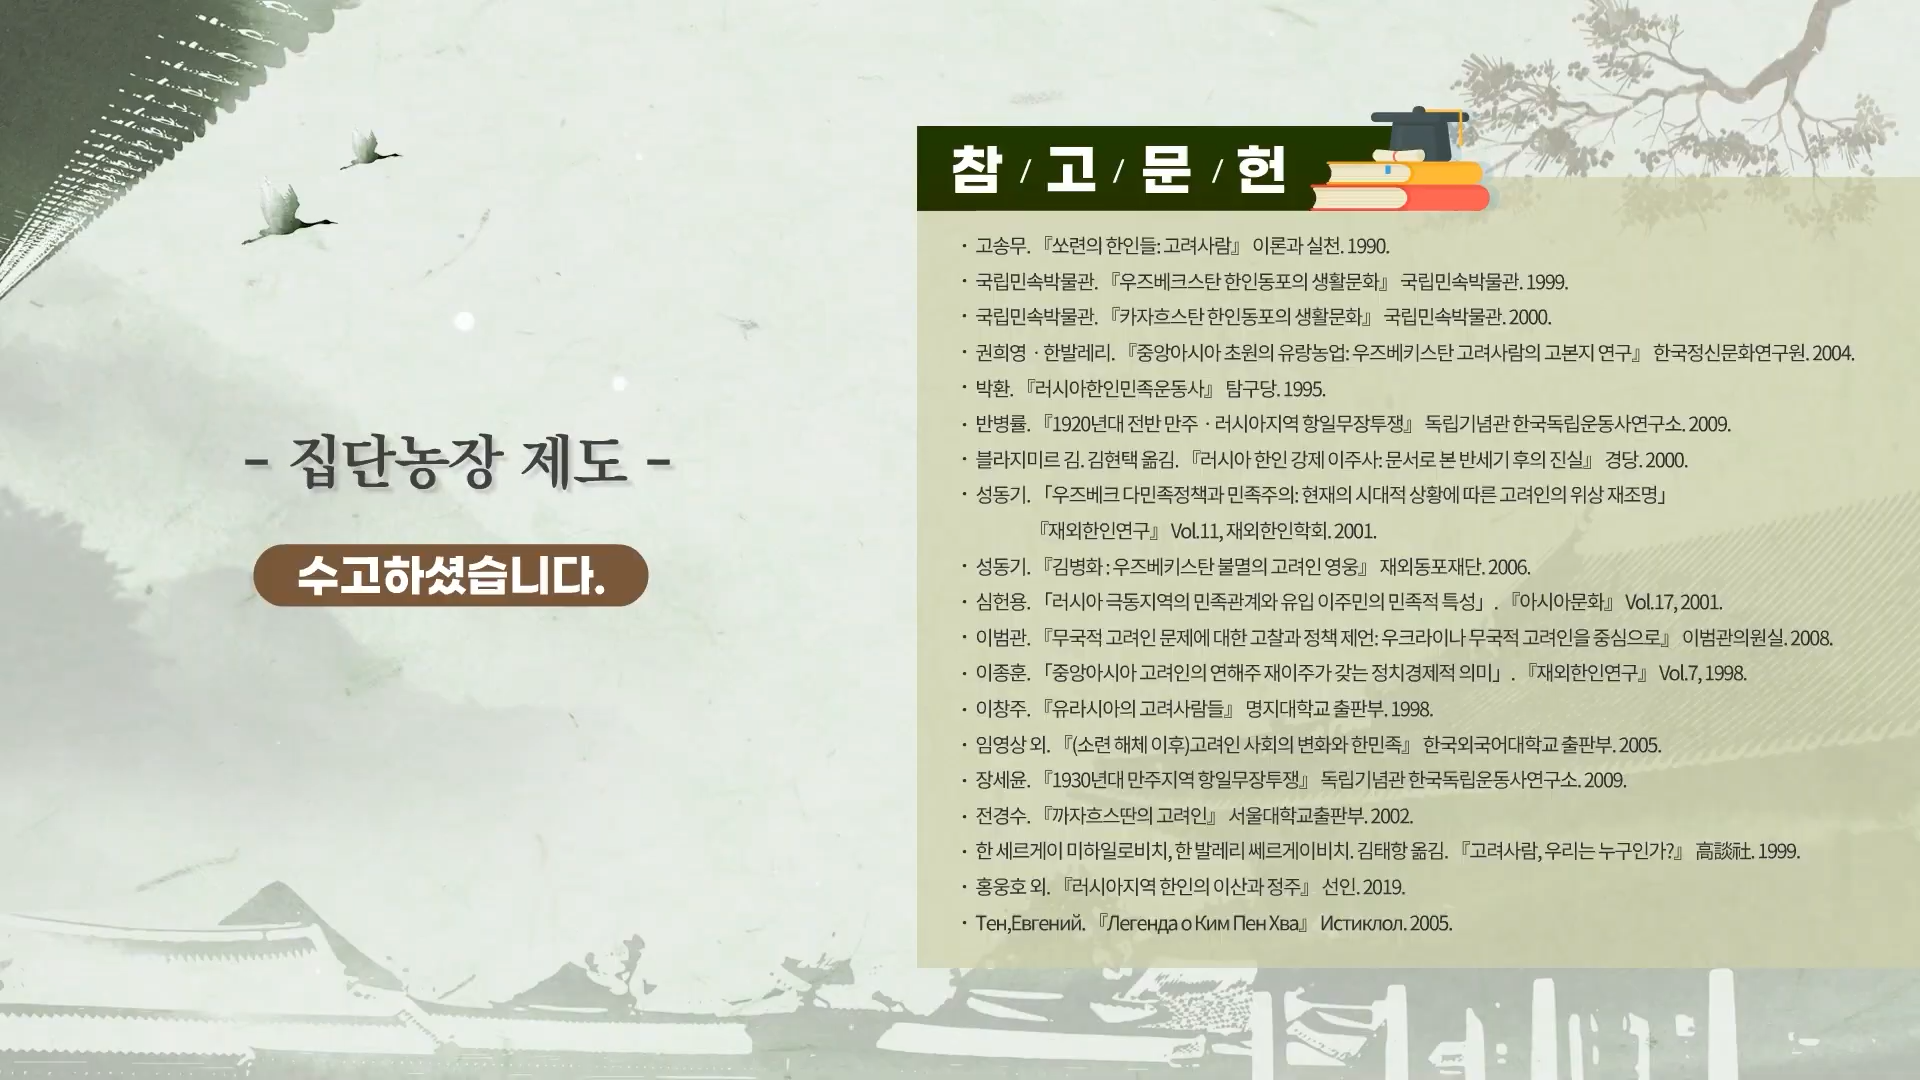 - 집단농장 제도 -
수고하셨습니다.
참 / 고 / 문 / 헌
· 고송무. 『쏘련의 한인들: 고려사람』 이론과 실천. 1990.
· 국립민속박물관. 『우즈베크스탄 한인동포의 생활문화』 국립민속박물관. 1999.
· 국립민속박물관. 『카자흐스탄 한인동포의 생활문화』 국립민속박물관. 2000.
· 권희영 · 한발레리. 『중앙아시아 초원의 유랑농업: 우즈베키스탄 고려사람의 고본지 연구』 한국정신문화연구원. 2004.
· 박환. 『러시아한인민족운동사』 탐구당. 1995.
· 반병률. 『1920년대 전반 만주 · 러시아지역 항일무장투쟁』 독립기념관 한국독립운동사연구소. 2009.
· 블라지미르 김. 김현택 옮김. 『러시아 한인 강제 이주사: 문서로 본 반세기 후의 진실』 경당. 2000.
· 성동기. 「우즈베크 다민족정책과 민족주의: 현재의 시대적 상황에 따른 고려인의 위상 재조명」
『재외한인연구』 Vol.11, 재외한인학회. 2001.
· 성동기. 『김병화 : 우즈베키스탄 불멸의 고려인 영웅』 재외동포재단. 2006.
· 심헌용. 「러시아 극동지역의 민족관계와 유입 이주민의 민족적 특성」. 『아시아문화』 Vol.17, 2001.
· 이범관. 『무국적 고려인 문제에 대한 고찰과 정책 제언: 우크라이나 무국적 고려인을 중심으로』 이범관의원실. 2008.
· 이종훈. 「중앙아시아 고려인의 연해주 재이주가 갖는 정치경제적 의미」. 『재외한인연구』 Vol.7, 1998.
· 이창주. 『유라시아의 고려사람들』 명지대학교 출판부. 1998.
· 임영상 외. 『(소련 해체 이후)고려인 사회의 변화와 한민족』 한국외국어대학교 출판부. 2005.
· 장세윤. 『1930년대 만주지역 항일무장투쟁』 독립기념관 한국독립운동사연구소. 2009.
· 전경수. 『까자흐스딴의 고려인』 서울대학교출판부. 2002.
· 한 세르게이 미하일로비치, 한 발레리 쎄르게이비치. 김태항 옮김. 『고려사람, 우리는 누구인가?』 高談社. 1999.
· 홍웅호 외. 『러시아지역 한인의 이산과 정주』 선인. 2019.
· Тен,Евгений. 『Легенда о Ким Пен Хва』 Истиклол. 2005.